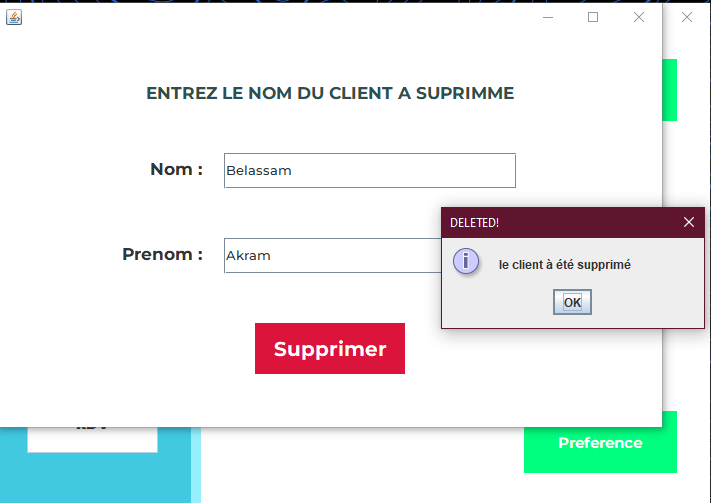 ENTREZ LE NOM DU CLIENT A SUPRIMME
Nom :
Belassam
Prenom :
Akram
DELETED!
le client à été supprimé
OK
Supprimer
Preference